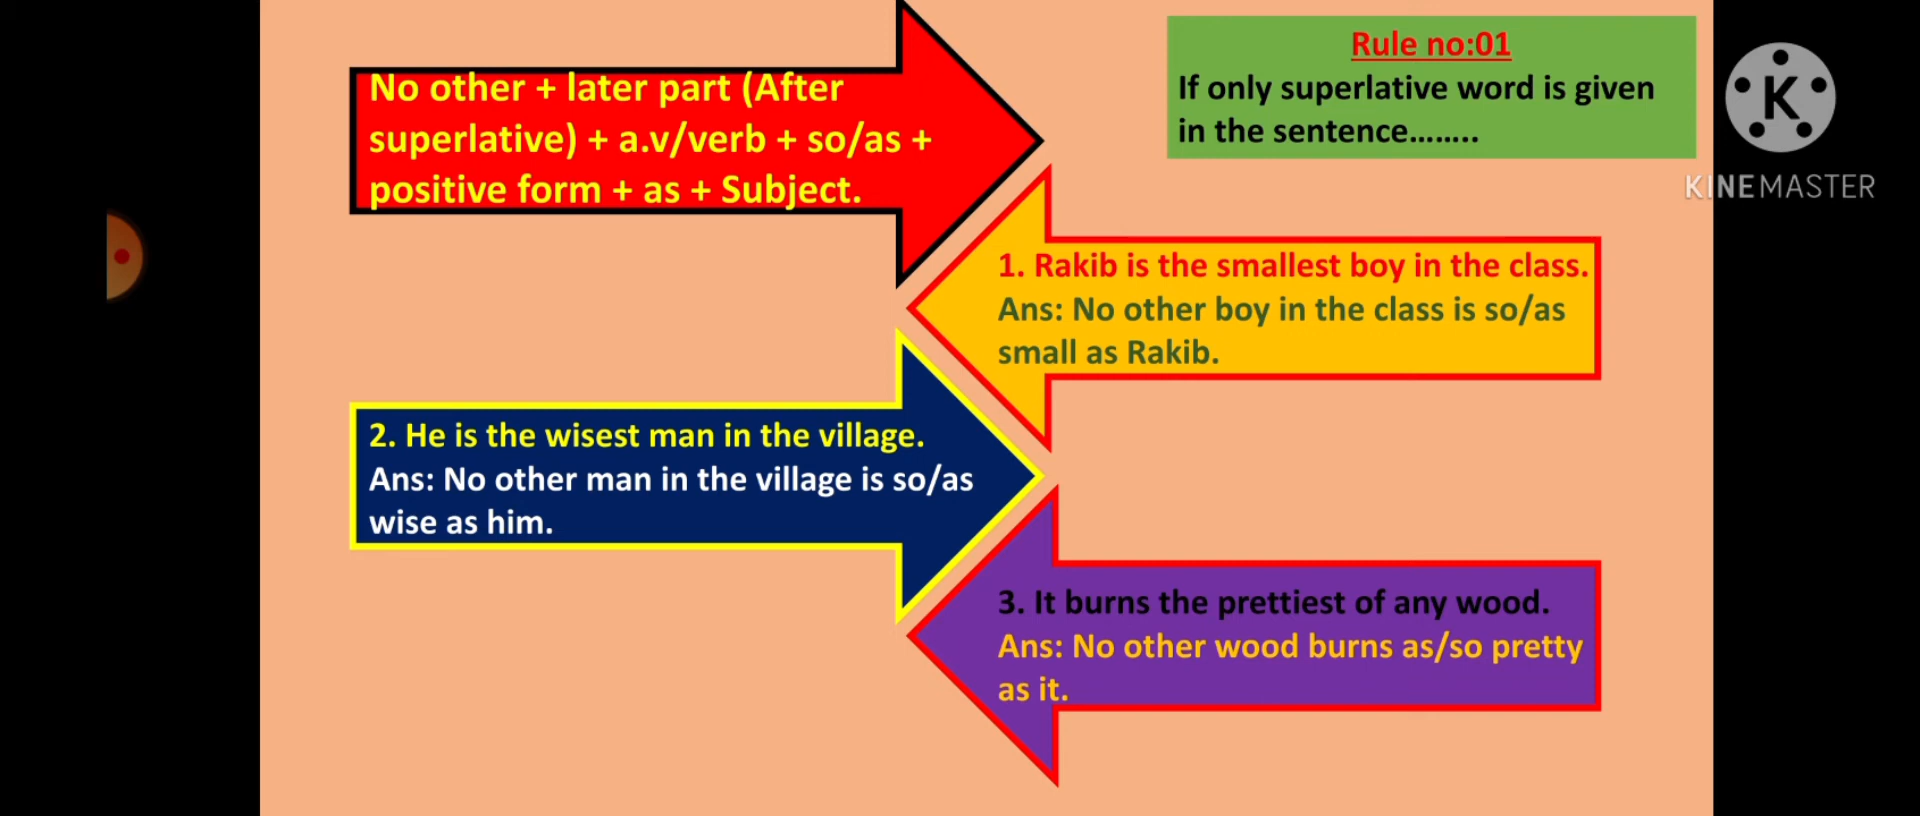 No other + later part (After
superlative) + a.v/verb + so/as +
positive form + as + Subject.
Rule no:01
If only superlative word is given
in the sentence........
K
KINEMASTER
1. Rakib is the smallest boy in the class.
Ans: No other boy in the class is so/as
small as Rakib.
2. He is the wisest man in the village.
Ans: No other man in the village is so/as
wise as him.
3. It burns the prettiest of any wood.
Ans: No other wood burns as/so pretty
as it.